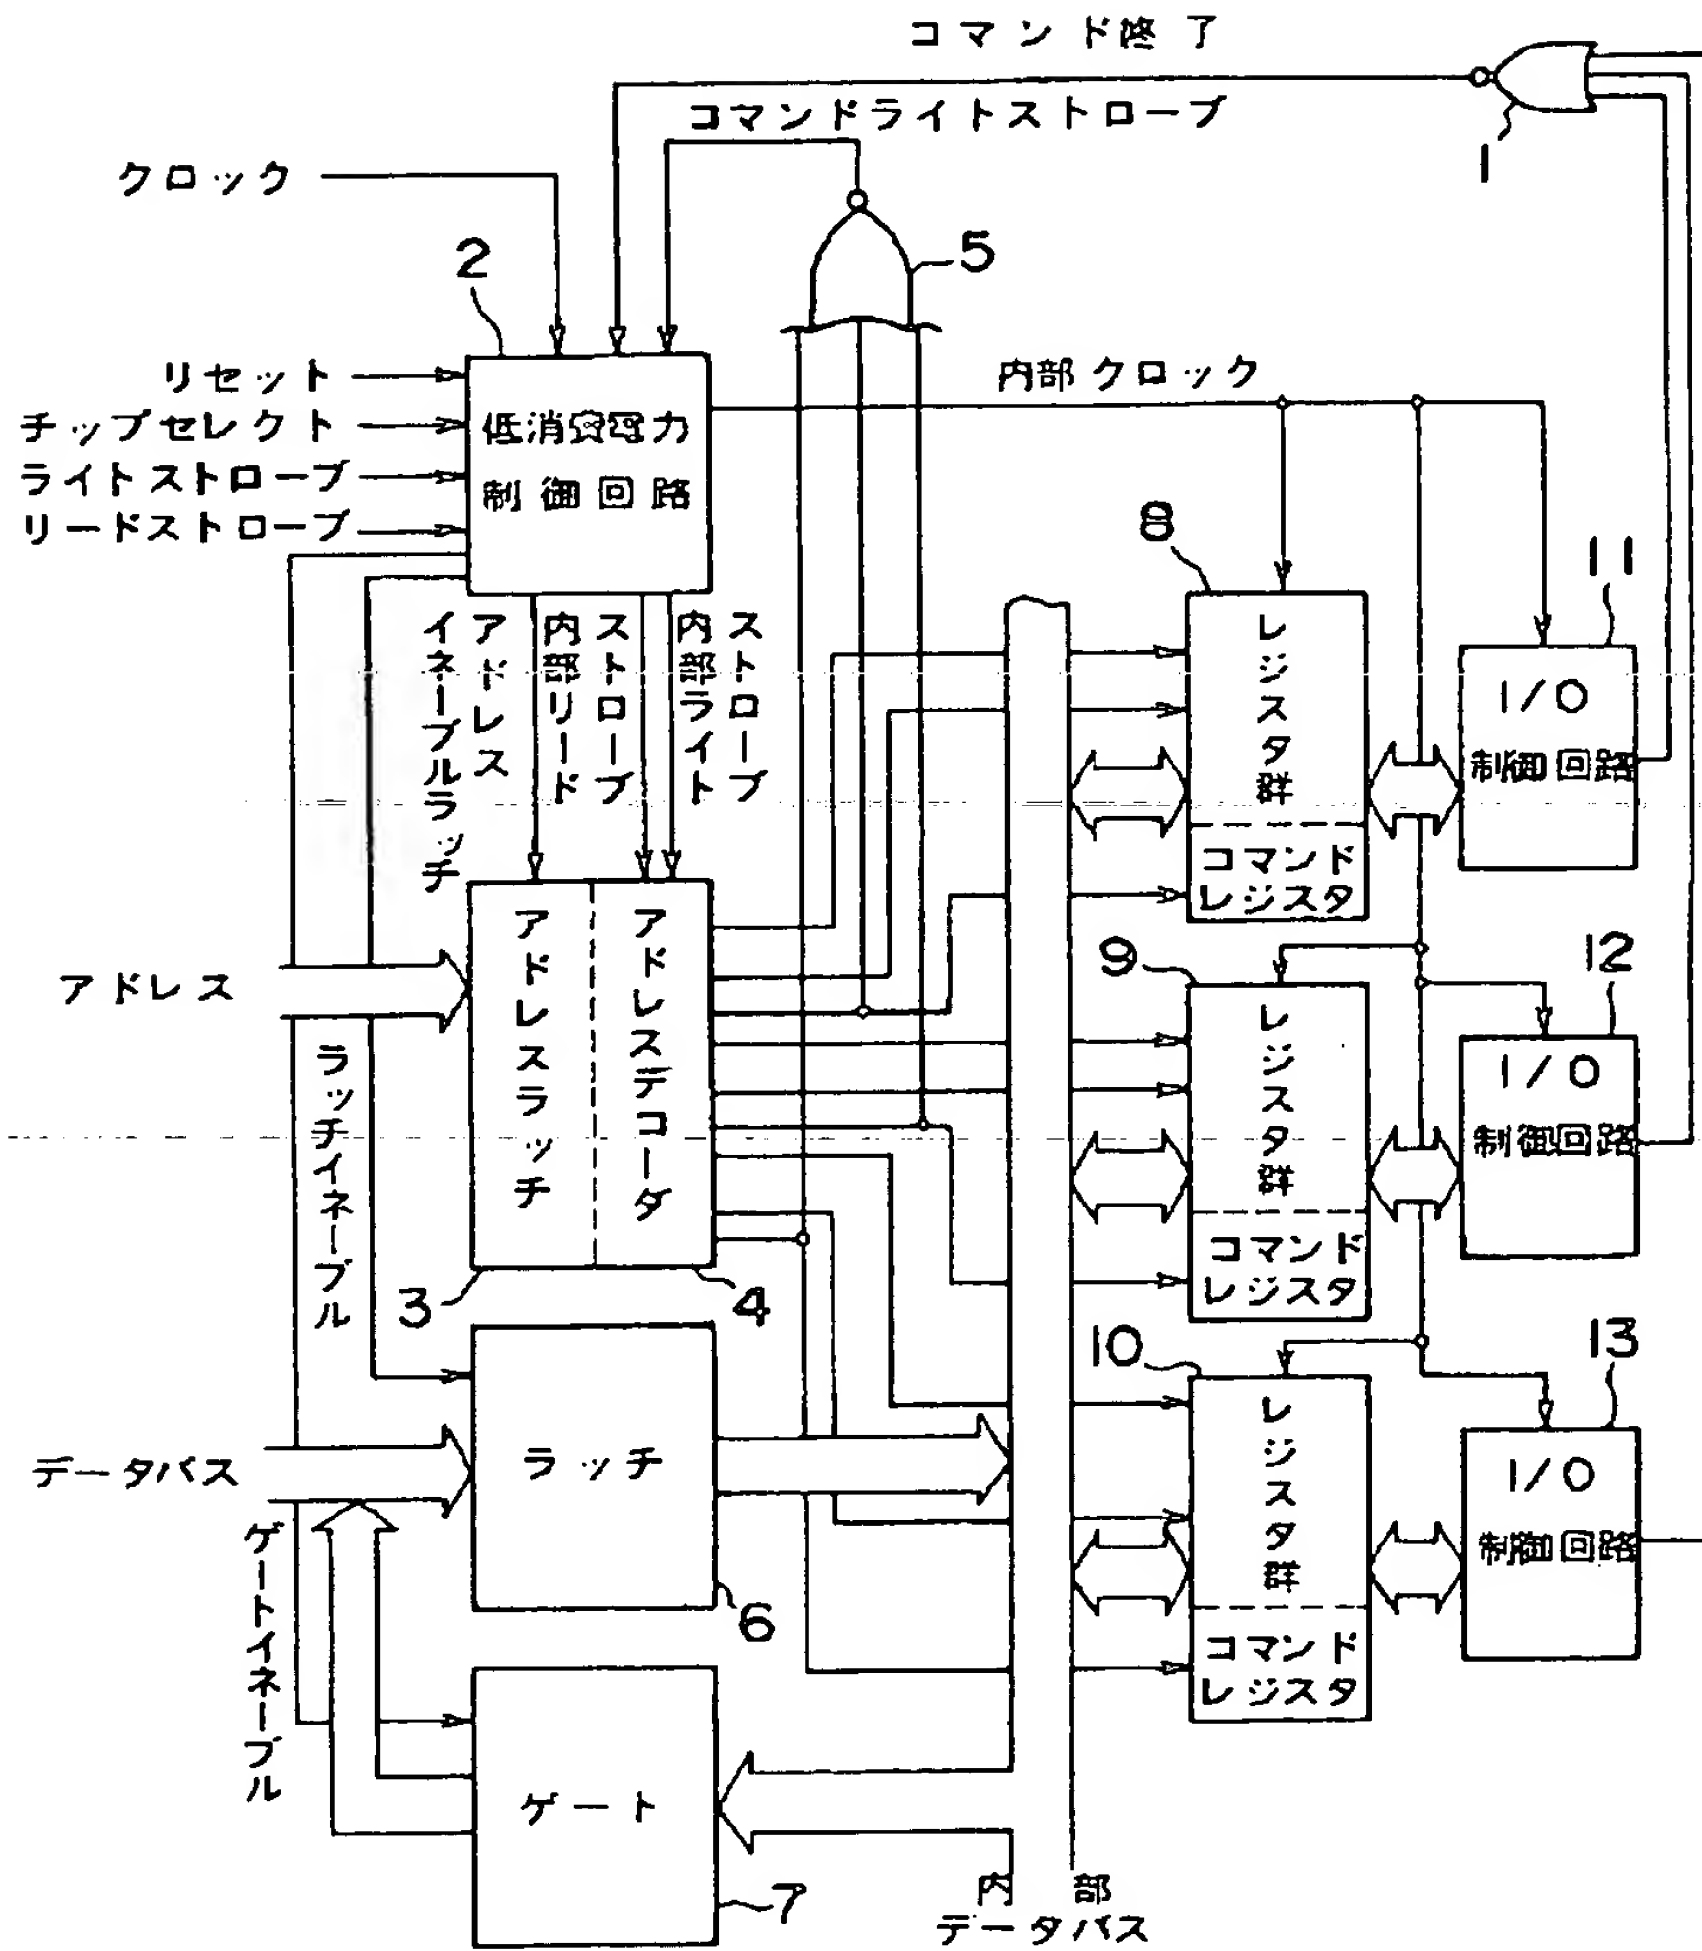 コマンド終了
コマンドライトストローブ
1
クロック
5
2
内部クロック
リセット
チップセレクト
ライトストローブ
リードストローブ
低消費電力
制御回路
8
11
アドレス
イネーブルラッチ
内部リード
ストローブ
内部ライト
ストローブ
レジスタ群
コマンド
レジスタ
I/O
制御回路
アドレス
アドレスラッチ
アドレスデコーダ
9
12
レジスタ群
コマンド
レジスタ
I/O
制御回路
ラッチイネーブル
3
4
10
13
データバス
ラッチ
レジスタ群
コマンド
レジスタ
I/O
制御回路
ゲートイネーブル
6
ゲート
7
内部
データバス